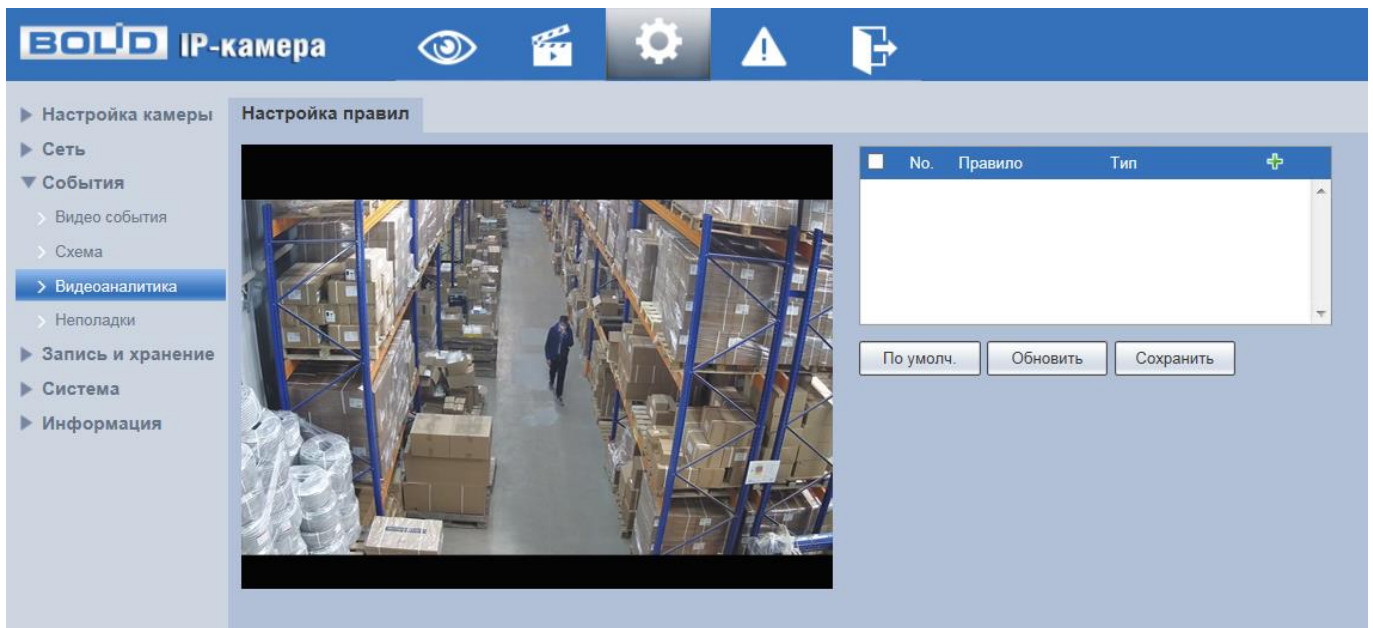 BOLID IP-камера
Настройка камеры
Сеть
События
Видео события
Схема
Видеоаналитика
Неполадки
Запись и хранение
Система
Информация
Настройка правил
No. Правило Тип
По умолч. Обновить Сохранить